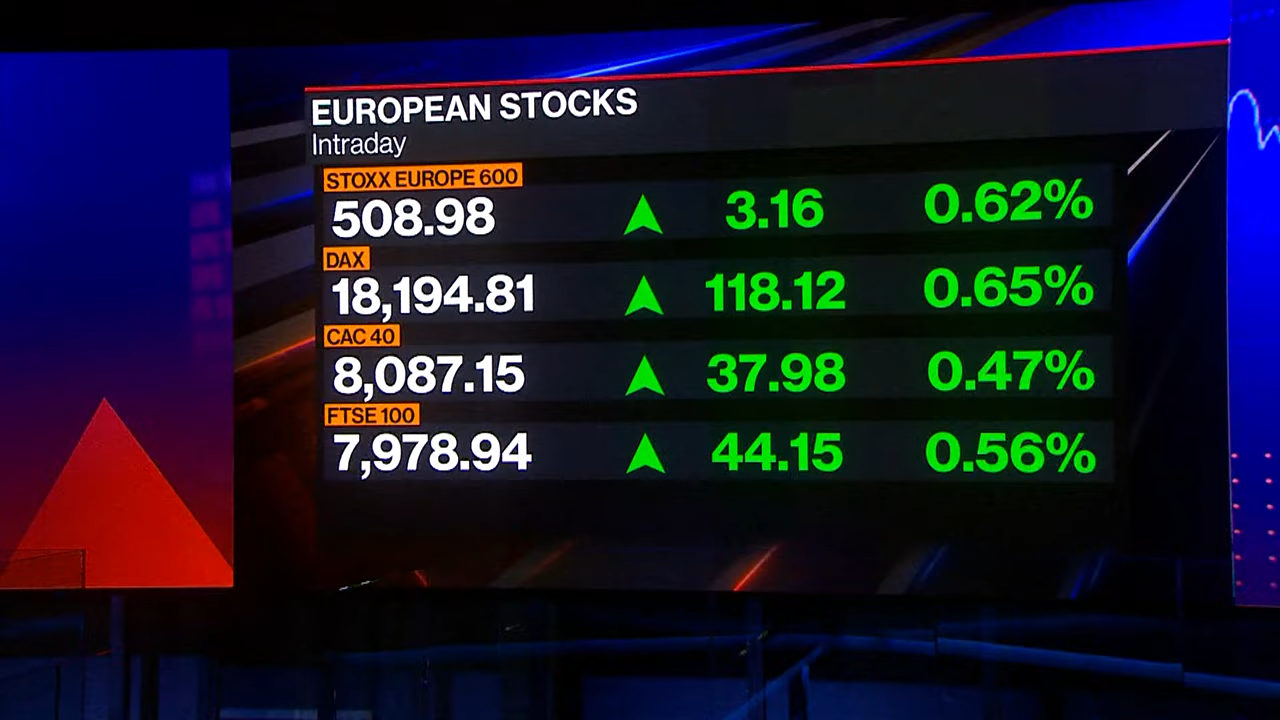 EUROPEAN STOCKS
Intraday
STOXX EUROPE 600
508.98 ▲ 3.16 0.62%
DAX
18,194.81 ▲ 118.12 0.65%
CAC 40
8,087.15 ▲ 37.98 0.47%
FTSE 100
7,978.94 ▲ 44.15 0.56%